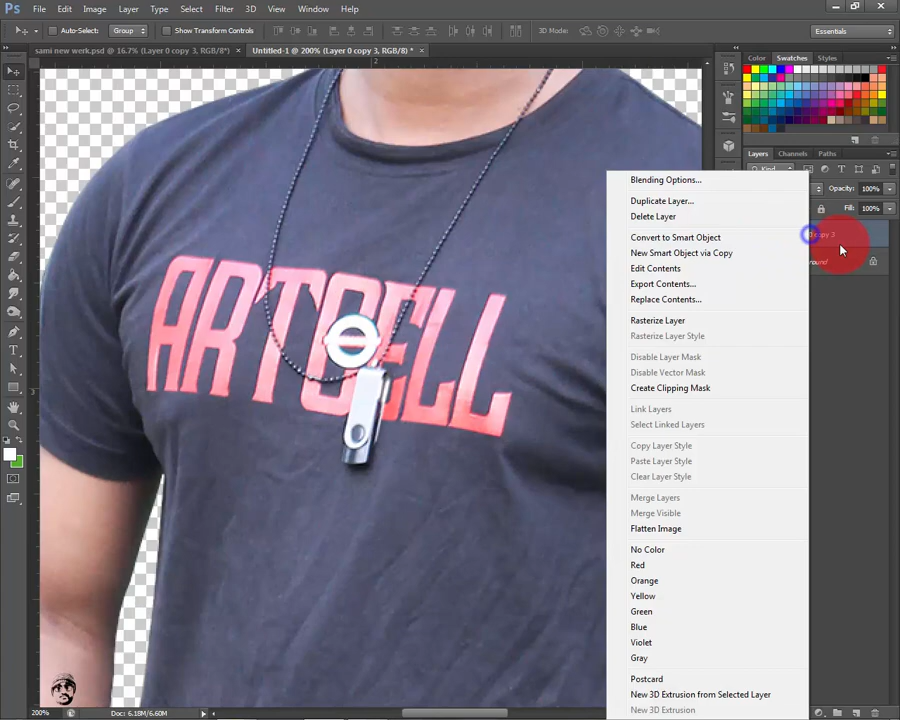 Ps File Edit Image Layer Type Select Filter 3D View Window Help
Auto-Select: Group Show Transform Controls 3D Mode: Essentials
sami new werk.psd @ 16.7% (Layer 0 copy 3, RGB/8*) × Untitled-1 @ 200% (Layer 0 copy 3, RGB/8) * ×
Color Swatches Styles
2
3
Layers Channels Paths
Kind
Opacity: 100%
Fill: 100%
copy 3
Blending Options...
Duplicate Layer...
Delete Layer
Convert to Smart Object
New Smart Object via Copy
Edit Contents
Export Contents...
Replace Contents...
Rasterize Layer
Rasterize Layer Style
Disable Layer Mask
Disable Vector Mask
Create Clipping Mask
Link Layers
Select Linked Layers
Copy Layer Style
Paste Layer Style
Clear Layer Style
Merge Layers
Merge Visible
Flatten Image
No Color
Red
Orange
Yellow
Green
Blue
Violet
Gray
Postcard
New 3D Extrusion from Selected Layer
New 3D Extrusion
ARTCELL
200% Doc: 6.18M/6.60M